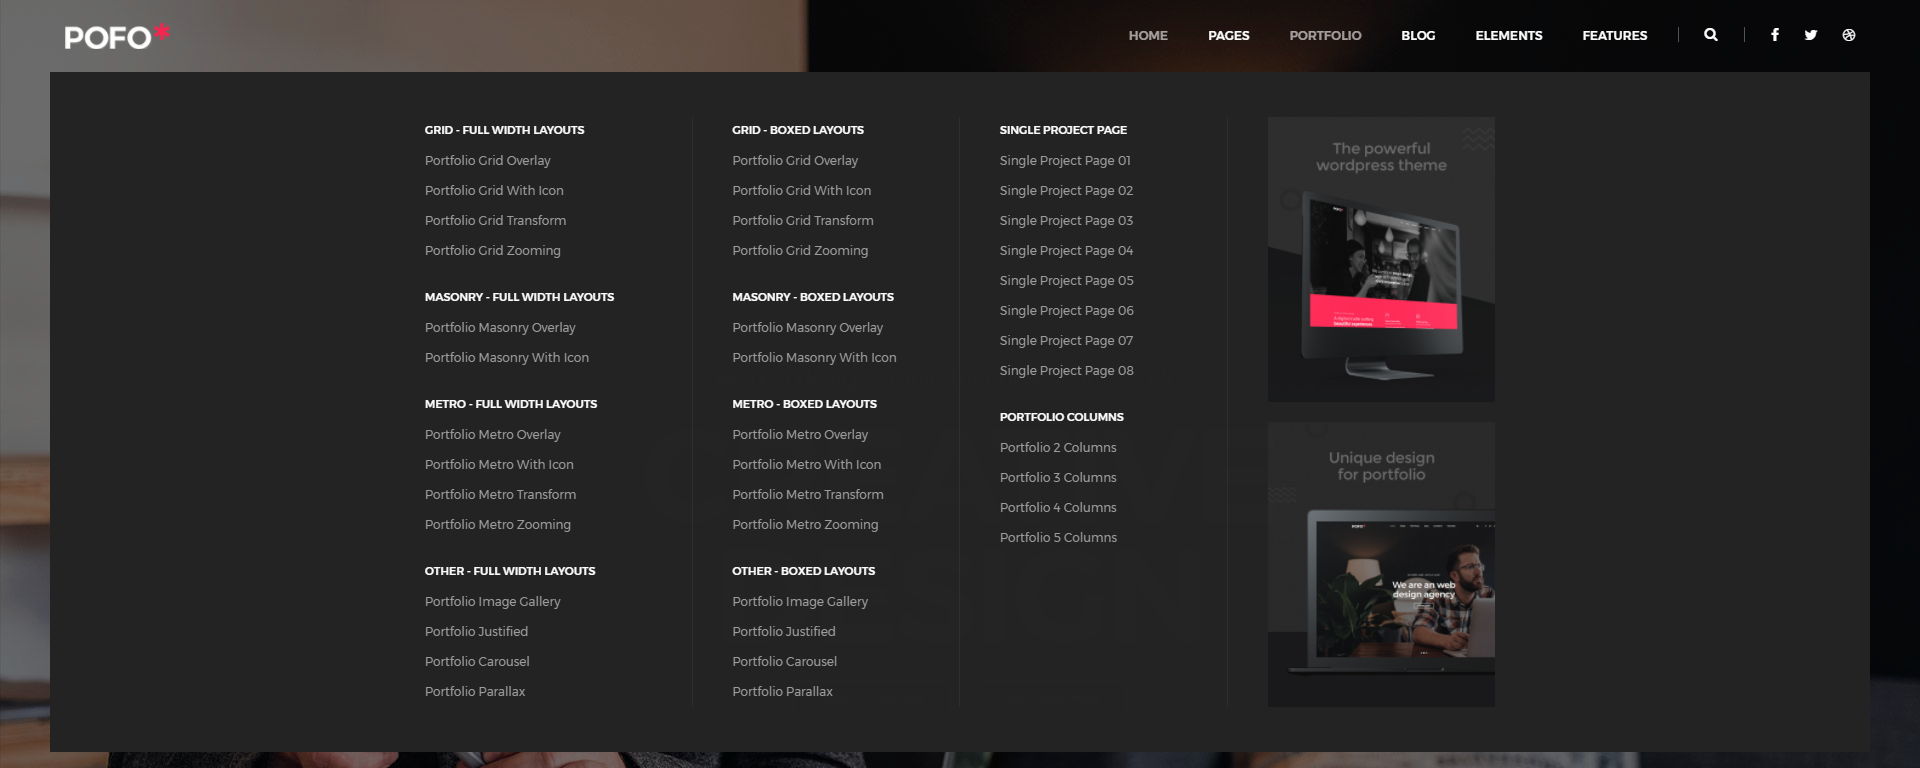 POFO*
HOME PAGES PORTFOLIO BLOG ELEMENTS FEATURES
GRID - FULL WIDTH LAYOUTS
Portfolio Grid Overlay
Portfolio Grid With Icon
Portfolio Grid Transform
Portfolio Grid Zooming
MASONRY - FULL WIDTH LAYOUTS
Portfolio Masonry Overlay
Portfolio Masonry With Icon
METRO - FULL WIDTH LAYOUTS
Portfolio Metro Overlay
Portfolio Metro With Icon
Portfolio Metro Transform
Portfolio Metro Zooming
OTHER - FULL WIDTH LAYOUTS
Portfolio Image Gallery
Portfolio Justified
Portfolio Carousel
Portfolio Parallax
GRID - BOXED LAYOUTS
Portfolio Grid Overlay
Portfolio Grid With Icon
Portfolio Grid Transform
Portfolio Grid Zooming
MASONRY - BOXED LAYOUTS
Portfolio Masonry Overlay
Portfolio Masonry With Icon
METRO - BOXED LAYOUTS
Portfolio Metro Overlay
Portfolio Metro With Icon
Portfolio Metro Transform
Portfolio Metro Zooming
OTHER - BOXED LAYOUTS
Portfolio Image Gallery
Portfolio Justified
Portfolio Carousel
Portfolio Parallax
SINGLE PROJECT PAGE
Single Project Page 01
Single Project Page 02
Single Project Page 03
Single Project Page 04
Single Project Page 05
Single Project Page 06
Single Project Page 07
Single Project Page 08
PORTFOLIO COLUMNS
Portfolio 2 Columns
Portfolio 3 Columns
Portfolio 4 Columns
Portfolio 5 Columns
The powerful
wordpress theme
Unique design
for portfolio
POFO*
We are an web
design agency